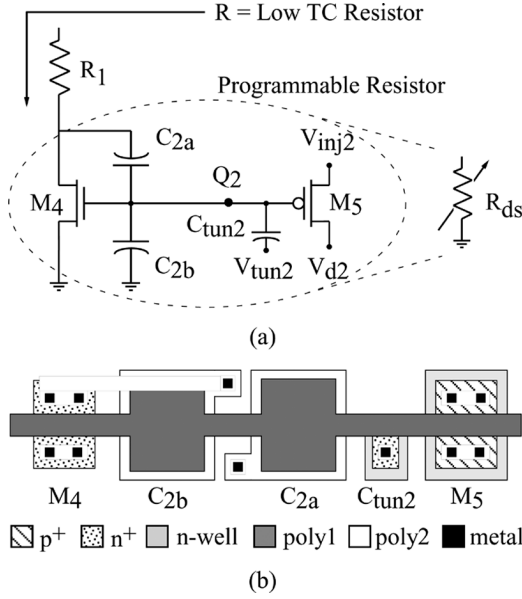 R = Low TC Resistor
R1
Programmable Resistor
C2a
Vinj2
Q2
M4
M5
Ctun2
Rds
C2b
Vtun2
Vd2
(a)
M4 C2b C2a Ctun2 M5
p+ n+ n-well poly1 poly2 metal
(b)